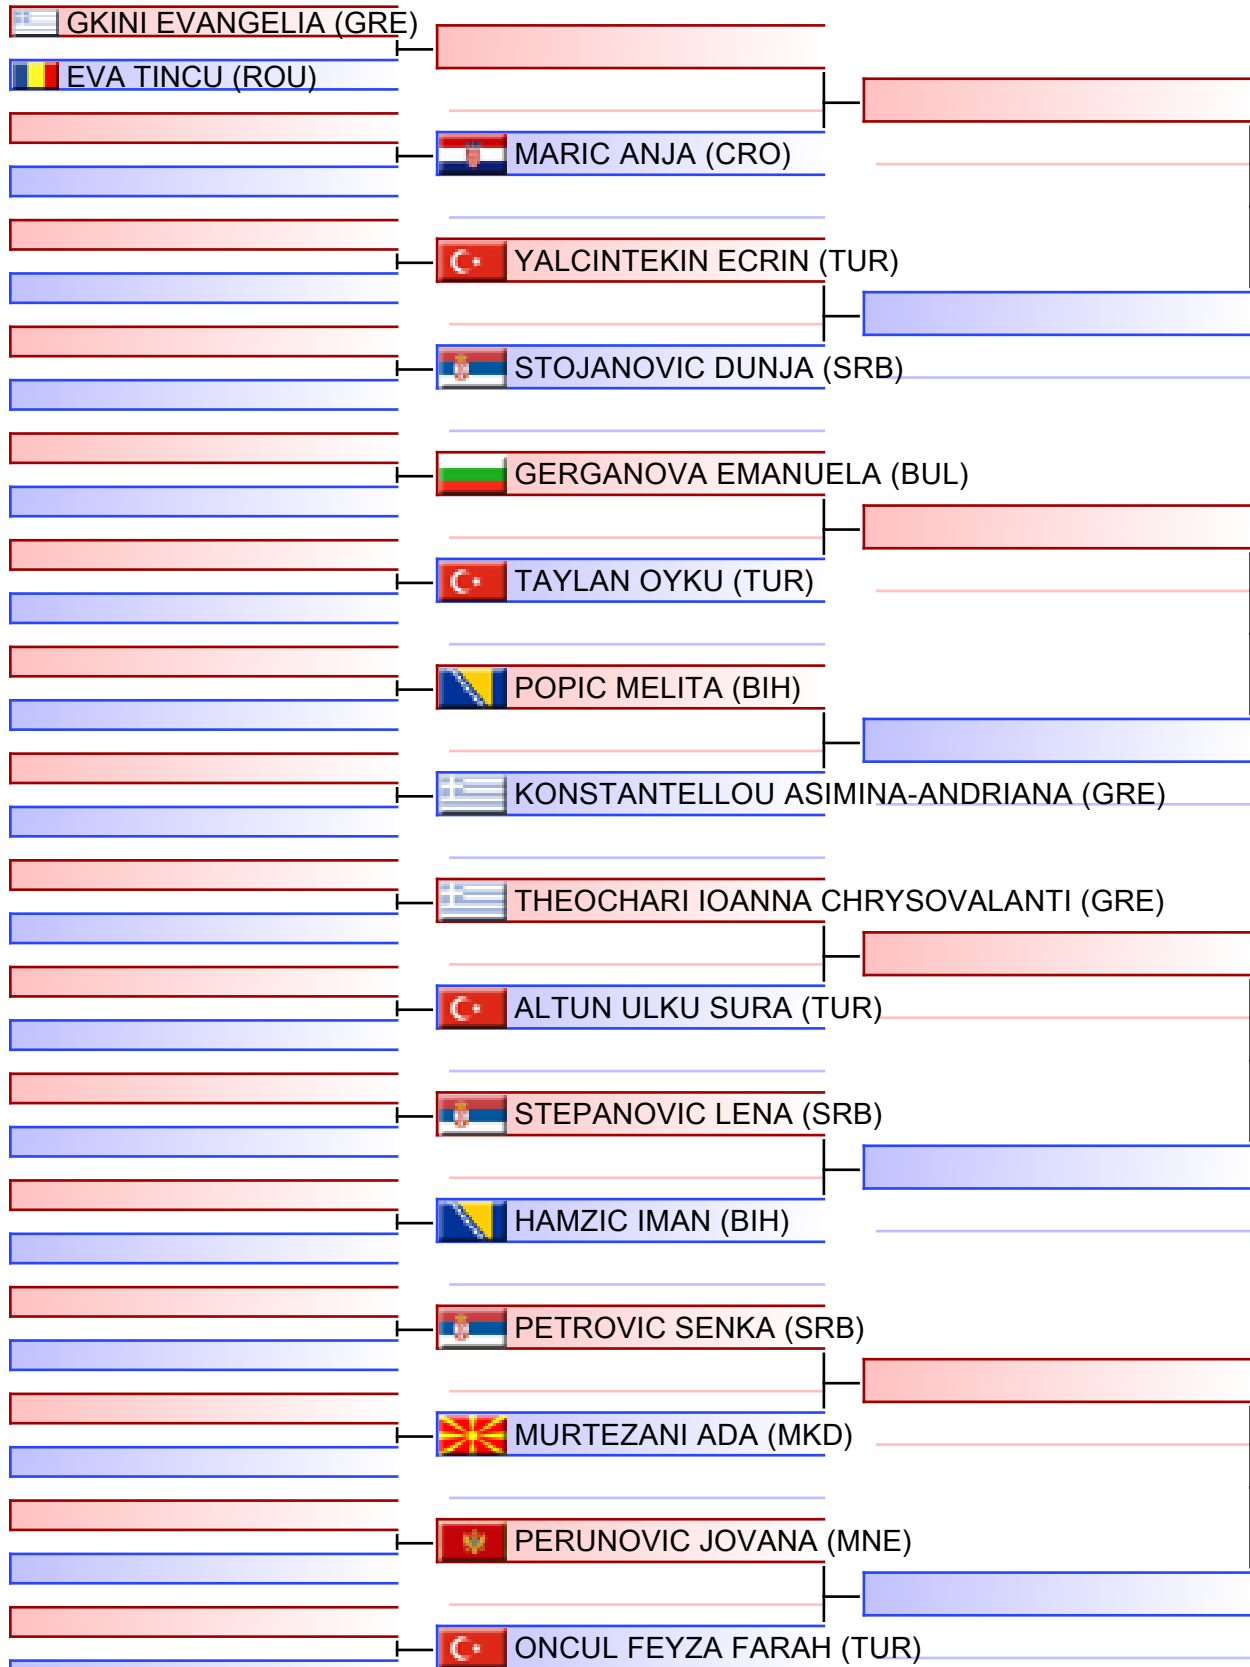 GKINI EVANGELIA (GRE)
EVA TINCU (ROU)
MARIC ANJA (CRO)
YALCINTEKIN ECRIN (TUR)
STOJANOVIC DUNJA (SRB)
GERGANOVA EMANUELA (BUL)
TAYLAN OYKU (TUR)
POPIC MELITA (BIH)
KONSTANTELLOU ASIMINA-ANDRIANA (GRE)
THEOCHARI IOANNA CHRYSOVALANTI (GRE)
ALTUN ULKU SURA (TUR)
STEPANOVIC LENA (SRB)
HAMZIC IMAN (BIH)
PETROVIC SENKA (SRB)
MURTEZANI ADA (MKD)
PERUNOVIC JOVANA (MNE)
ONCUL FEYZA FARAH (TUR)